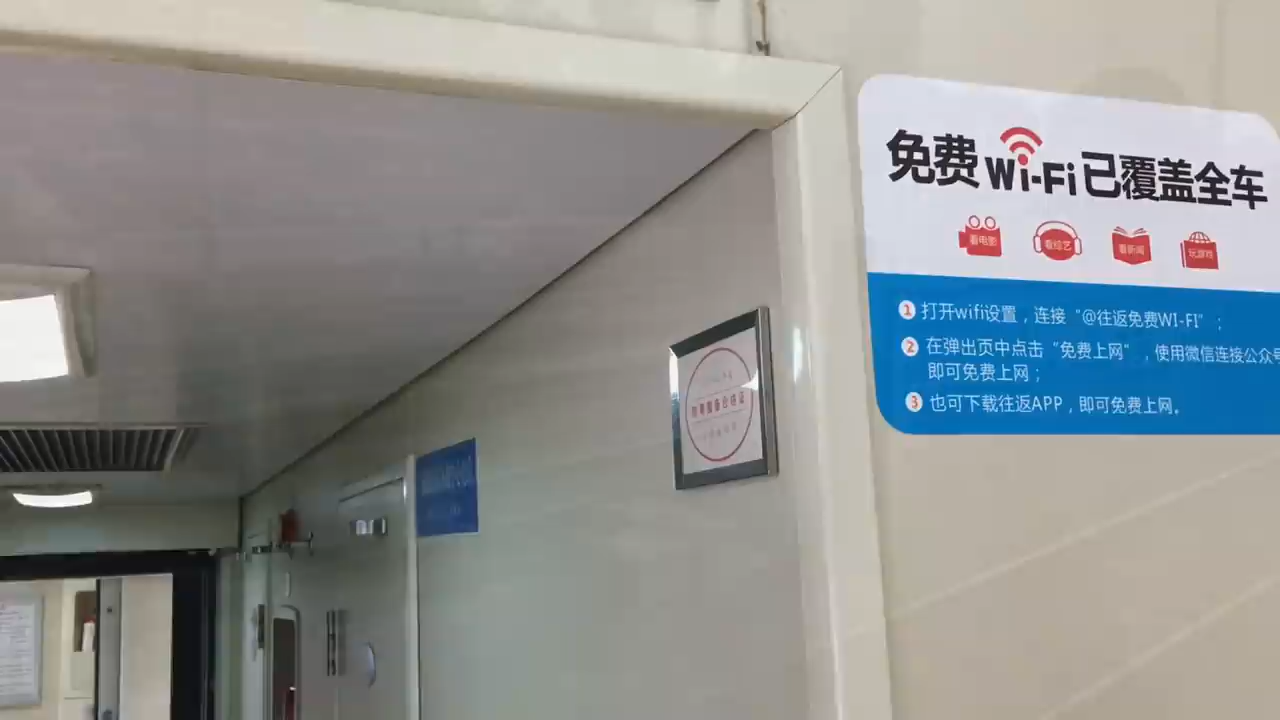 免费Wi-Fi已覆盖全车
看电影 看综艺 看新闻 玩游戏
1 打开wifi设置，连接“@往返免费WI-FI”；
2 在弹出页中点击“免费上网”，使用微信连接公众号
即可免费上网；
3 也可下载往返APP，即可免费上网。